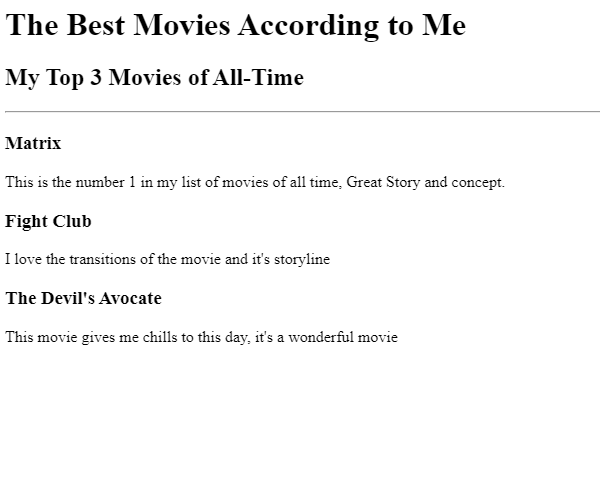 The Best Movies According to Me
My Top 3 Movies of All-Time
Matrix
This is the number 1 in my list of movies of all time, Great Story and concept.
Fight Club
I love the transitions of the movie and it's storyline
The Devil's Avocate
This movie gives me chills to this day, it's a wonderful movie